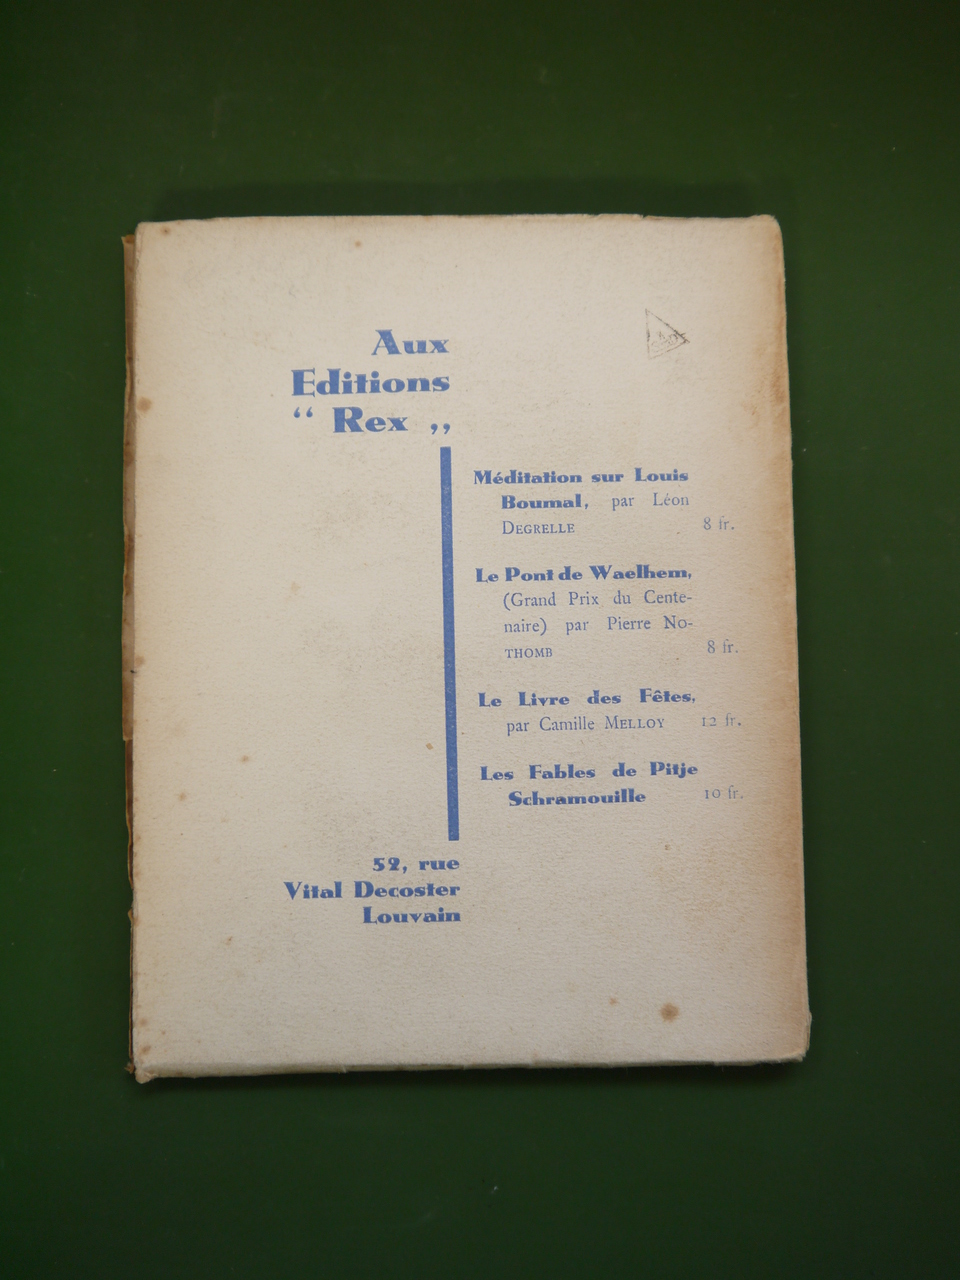 Aux
Editions
“ Rex „
Méditation sur Louis
Boumal, par Léon
DEGRELLE 8 fr.
Le Pont de Waelhem,
(Grand Prix du Cente-
naire) par Pierre NO-
THOMB 8 fr.
Le Livre des Fêtes,
par Camille MELLOY 12 fr.
Les Fables de Pitje
Schramouille 10 fr.
52, rue
Vital Decoster
Louvain